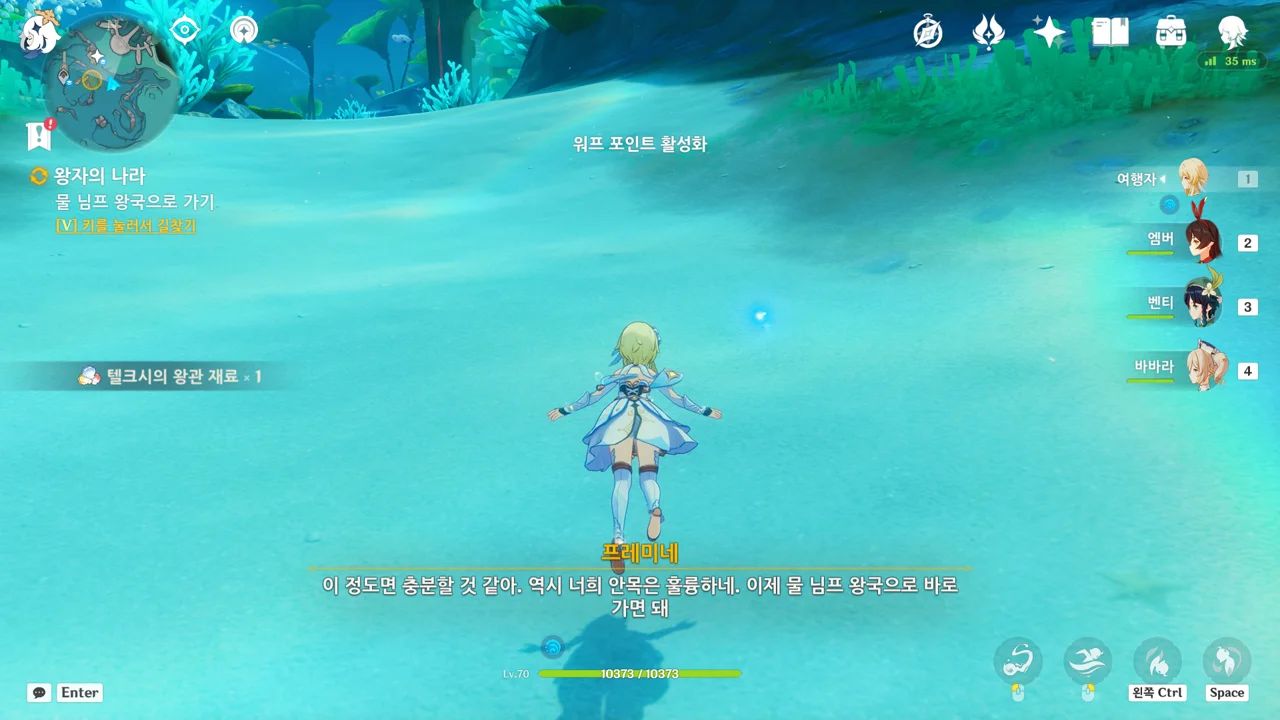 35 ms
워프 포인트 활성화
왕자의 나라
물 님프 왕국으로 가기
[V] 키를 눌러서 길찾기
여행자
1
엠버
2
벤티
3
바바라
4
텔크시의 왕관 재료 × 1
프레미네
이 정도면 충분할 것 같아. 역시 너희 안목은 훌륭하네. 이제 물 님프 왕국으로 바로
가면 돼
Lv.70
10373 / 10373
Enter
왼쪽 Ctrl
Space